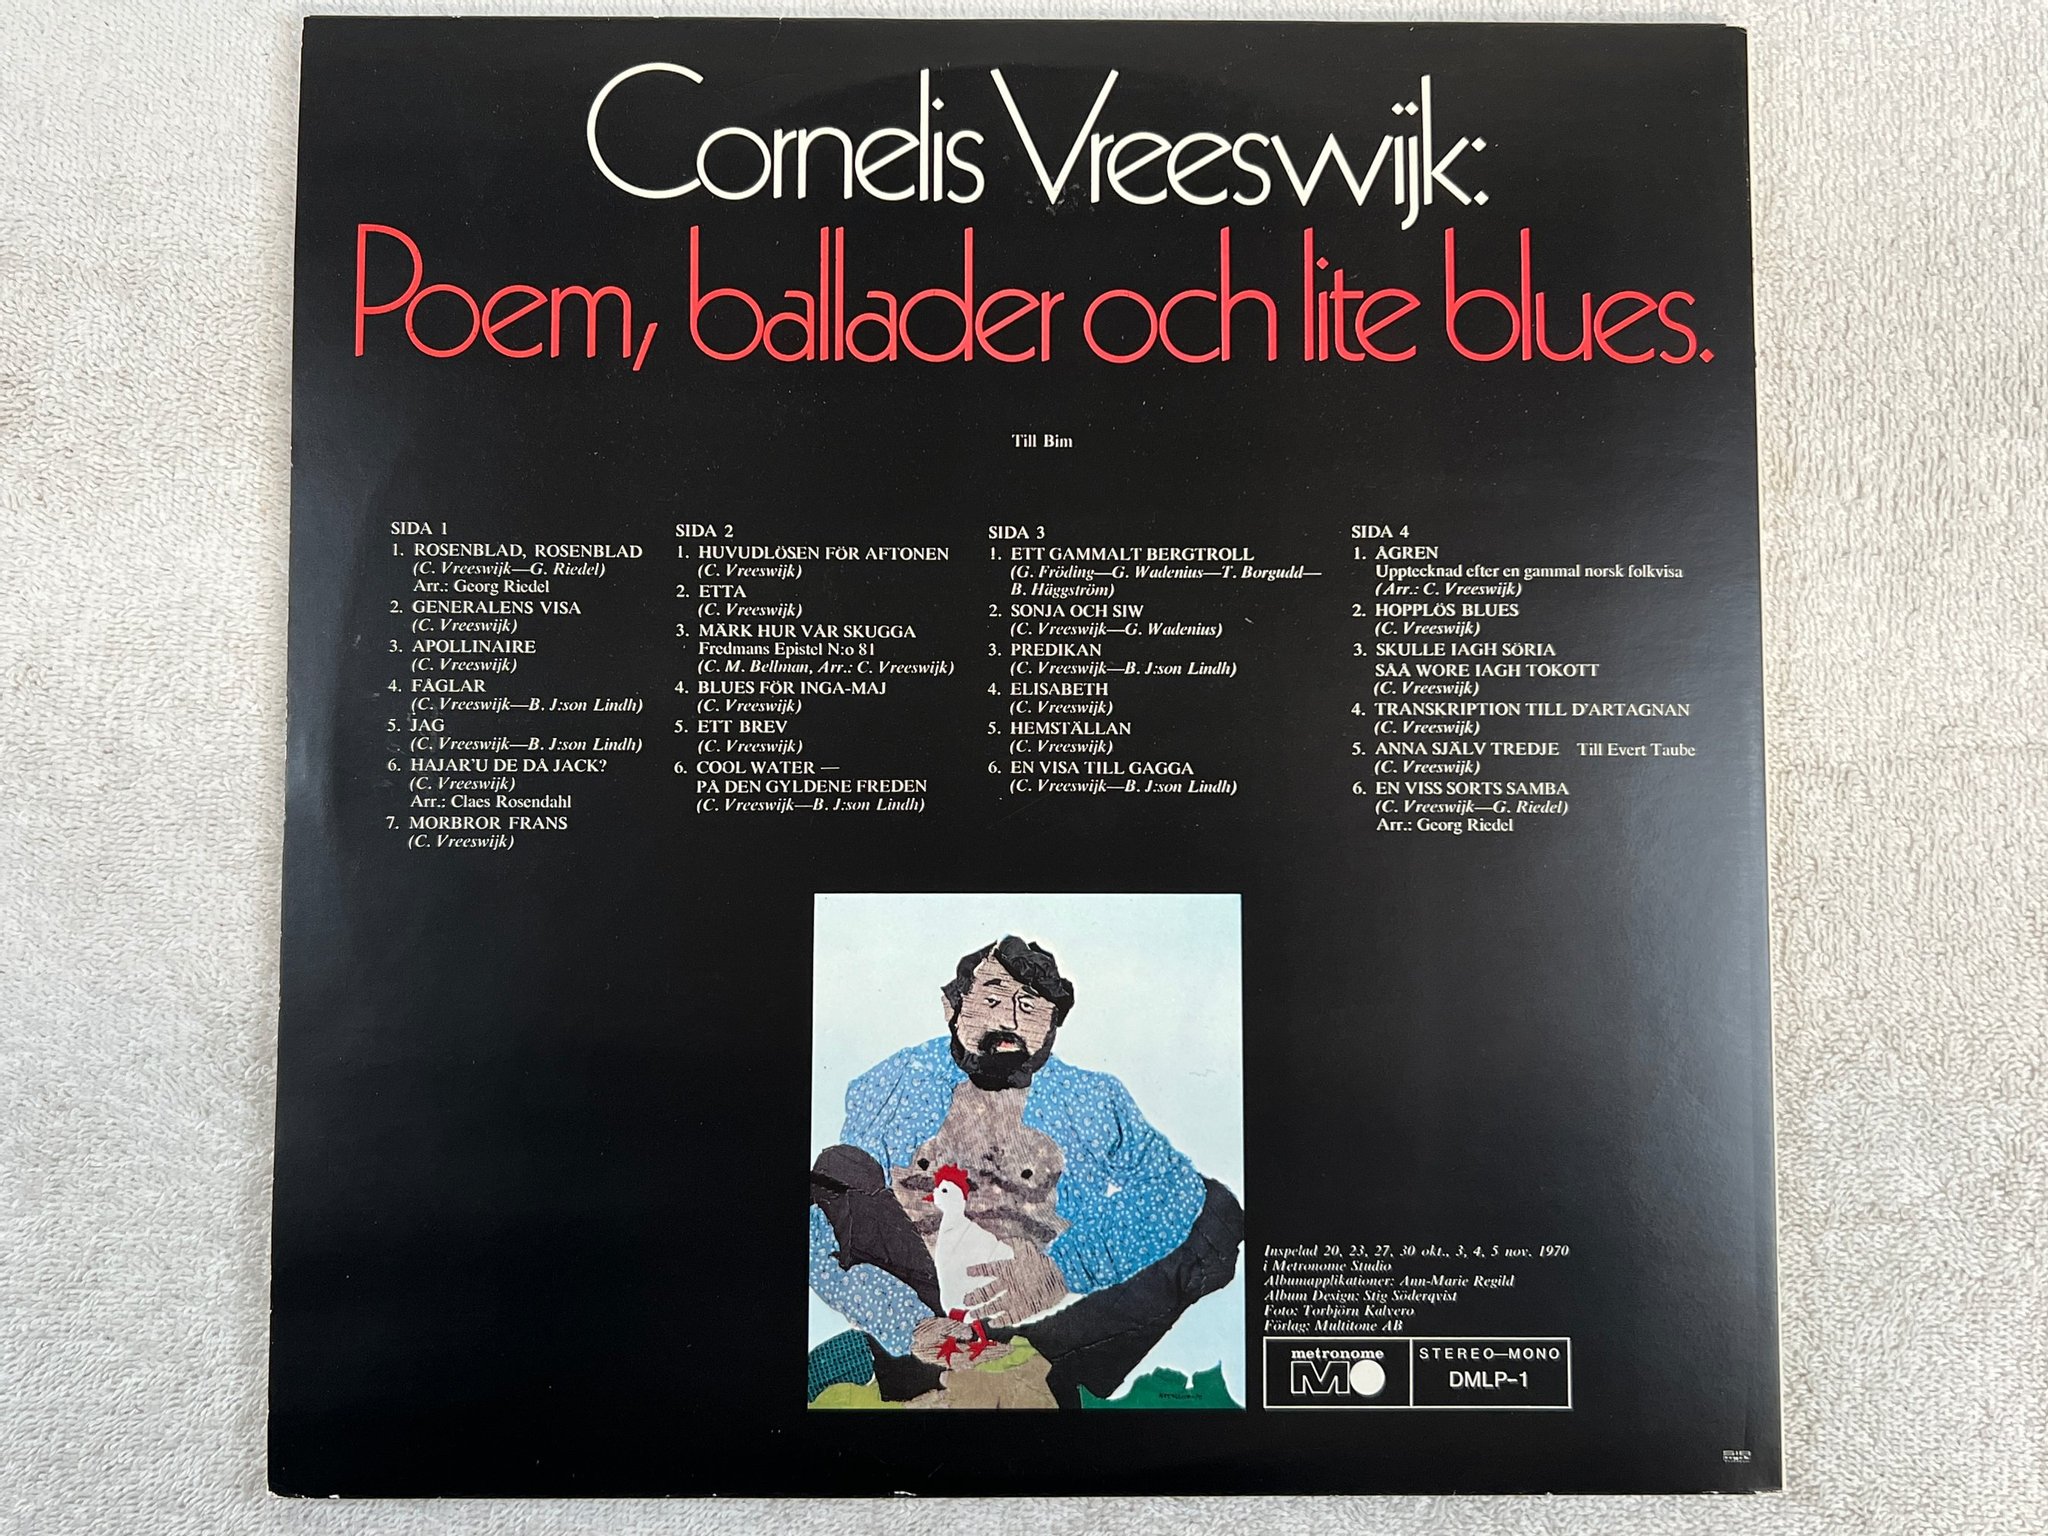 Cornelis Vreeswijk:
Poem, ballader och lite blues.
Till Bim
SIDA 1
1. ROSENBLAD, ROSENBLAD
(C. Vreeswijk—G. Riedel)
Arr.: Georg Riedel
2. GENERALENS VISA
(C. Vreeswijk)
3. APOLLINAIRE
(C. Vreeswijk)
4. FÅGLAR
(C. Vreeswijk—B. J:son Lindh)
5. JAG
(C. Vreeswijk—B. J:son Lindh)
6. HAJAR'U DE DÅ JACK?
(C. Vreeswijk)
Arr.: Claes Rosendahl
7. MORBROR FRANS
(C. Vreeswijk)
SIDA 2
1. HUVUDLÖSEN FÖR AFTONEN
(C. Vreeswijk)
2. ETTA
(C. Vreeswijk)
3. MÄRK HUR VÅR SKUGGA
Fredmans Epistel N:o 81
(C. M. Bellman, Arr.: C. Vreeswijk)
4. BLUES FÖR INGA-MAJ
(C. Vreeswijk)
5. ETT BREV
(C. Vreeswijk)
6. COOL WATER —
PÅ DEN GYLDENE FREDEN
(C. Vreeswijk—B. J:son Lindh)
SIDA 3
1. ETT GAMMALT BERGTROLL
(G. Fröding—G. Wadenius—T. Borgudd—
B. Häggström)
2. SONJA OCH SIW
(C. Vreeswijk—G. Wadenius)
3. PREDIKAN
(C. Vreeswijk—B. J:son Lindh)
4. ELISABETH
(C. Vreeswijk)
5. HEMSTÄLLAN
(C. Vreeswijk)
6. EN VISA TILL GAGGA
(C. Vreeswijk—B. J:son Lindh)
SIDA 4
1. ÅGREN
Upptecknad efter en gammal norsk folkvisa
(Arr.: C. Vreeswijk)
2. HOPPLÖS BLUES
(C. Vreeswijk)
3. SKULLE IAGH SÖRIA
SÅÅ WORE IAGH TOKOTT
(C. Vreeswijk)
4. TRANSKRIPTION TILL D'ARTAGNAN
(C. Vreeswijk)
5. ANNA SJÄLV TREDJE Till Evert Taube
(C. Vreeswijk)
6. EN VISS SORTS SAMBA
(C. Vreeswijk—G. Riedel)
Arr.: Georg Riedel
Inspelad 20, 23, 27, 30 okt., 3, 4, 5 nov. 1970
i Metronome Studio
Albumapplikationer: Ann-Marie Regild
Album Design: Stig Söderqvist
Foto: Torbjörn Kalvero
Förlag: Multitone AB
metronome
STEREO—MONO
DMLP-1